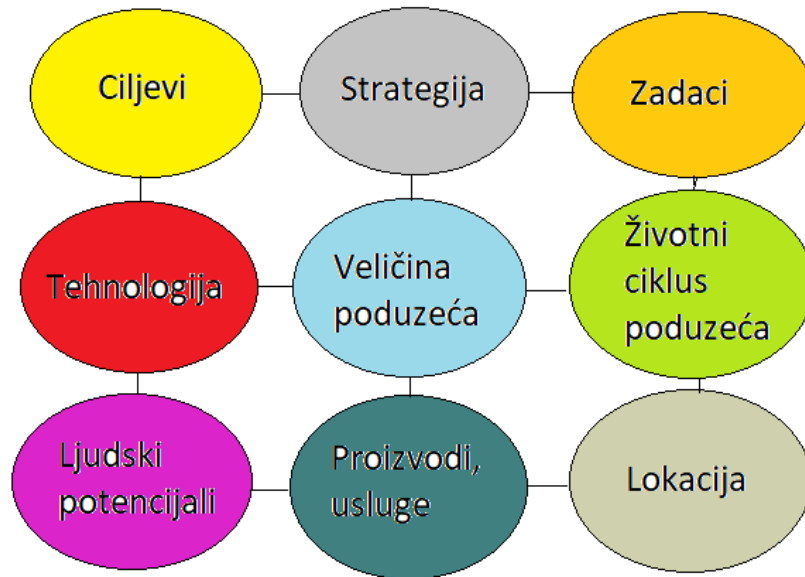 Ciljevi
Strategija
Zadaci
Tehnologija
Veličina
poduzeća
Životni
ciklus
poduzeća
Ljudski
potencijali
Proizvodi,
usluge
Lokacija